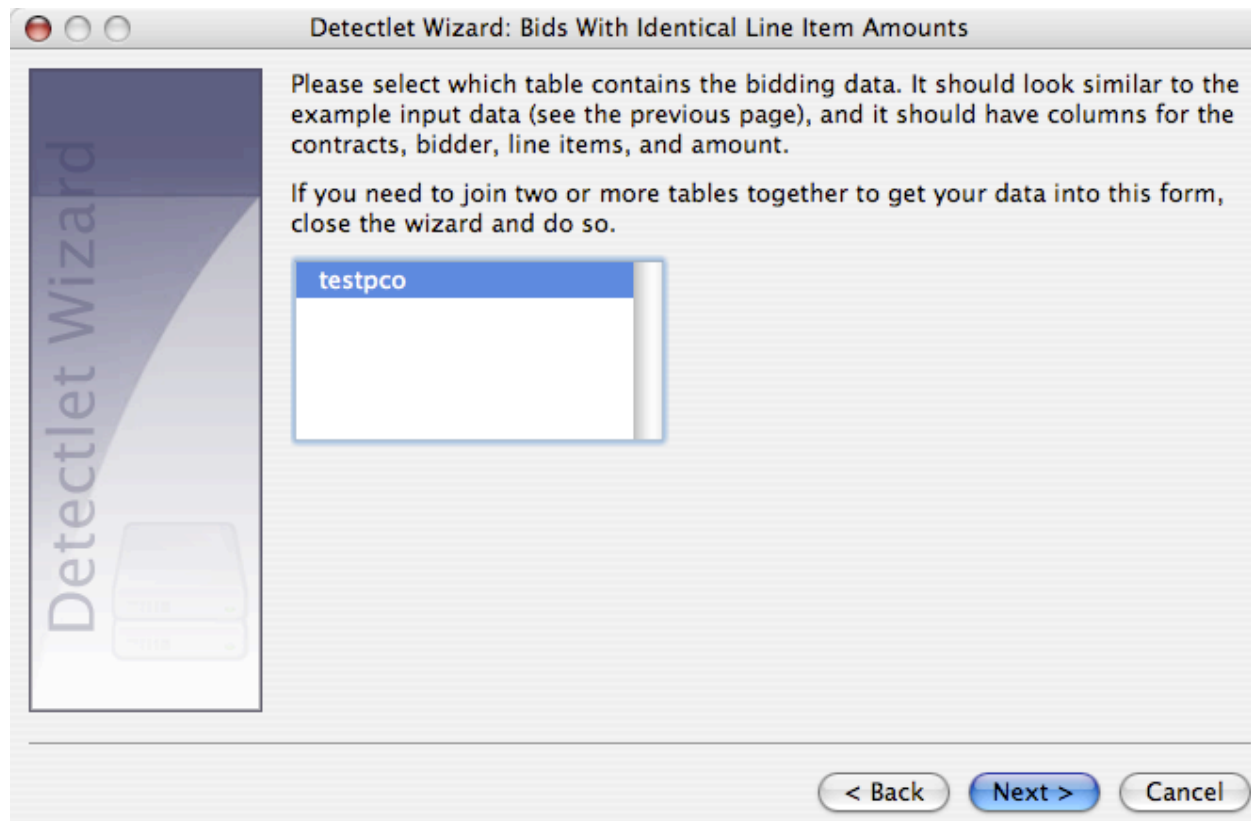 Detectlet Wizard: Bids With Identical Line Item Amounts
Detectlet Wizard
Please select which table contains the bidding data. It should look similar to the
example input data (see the previous page), and it should have columns for the
contracts, bidder, line items, and amount.
If you need to join two or more tables together to get your data into this form,
close the wizard and do so.
testpco
< Back
Next >
Cancel